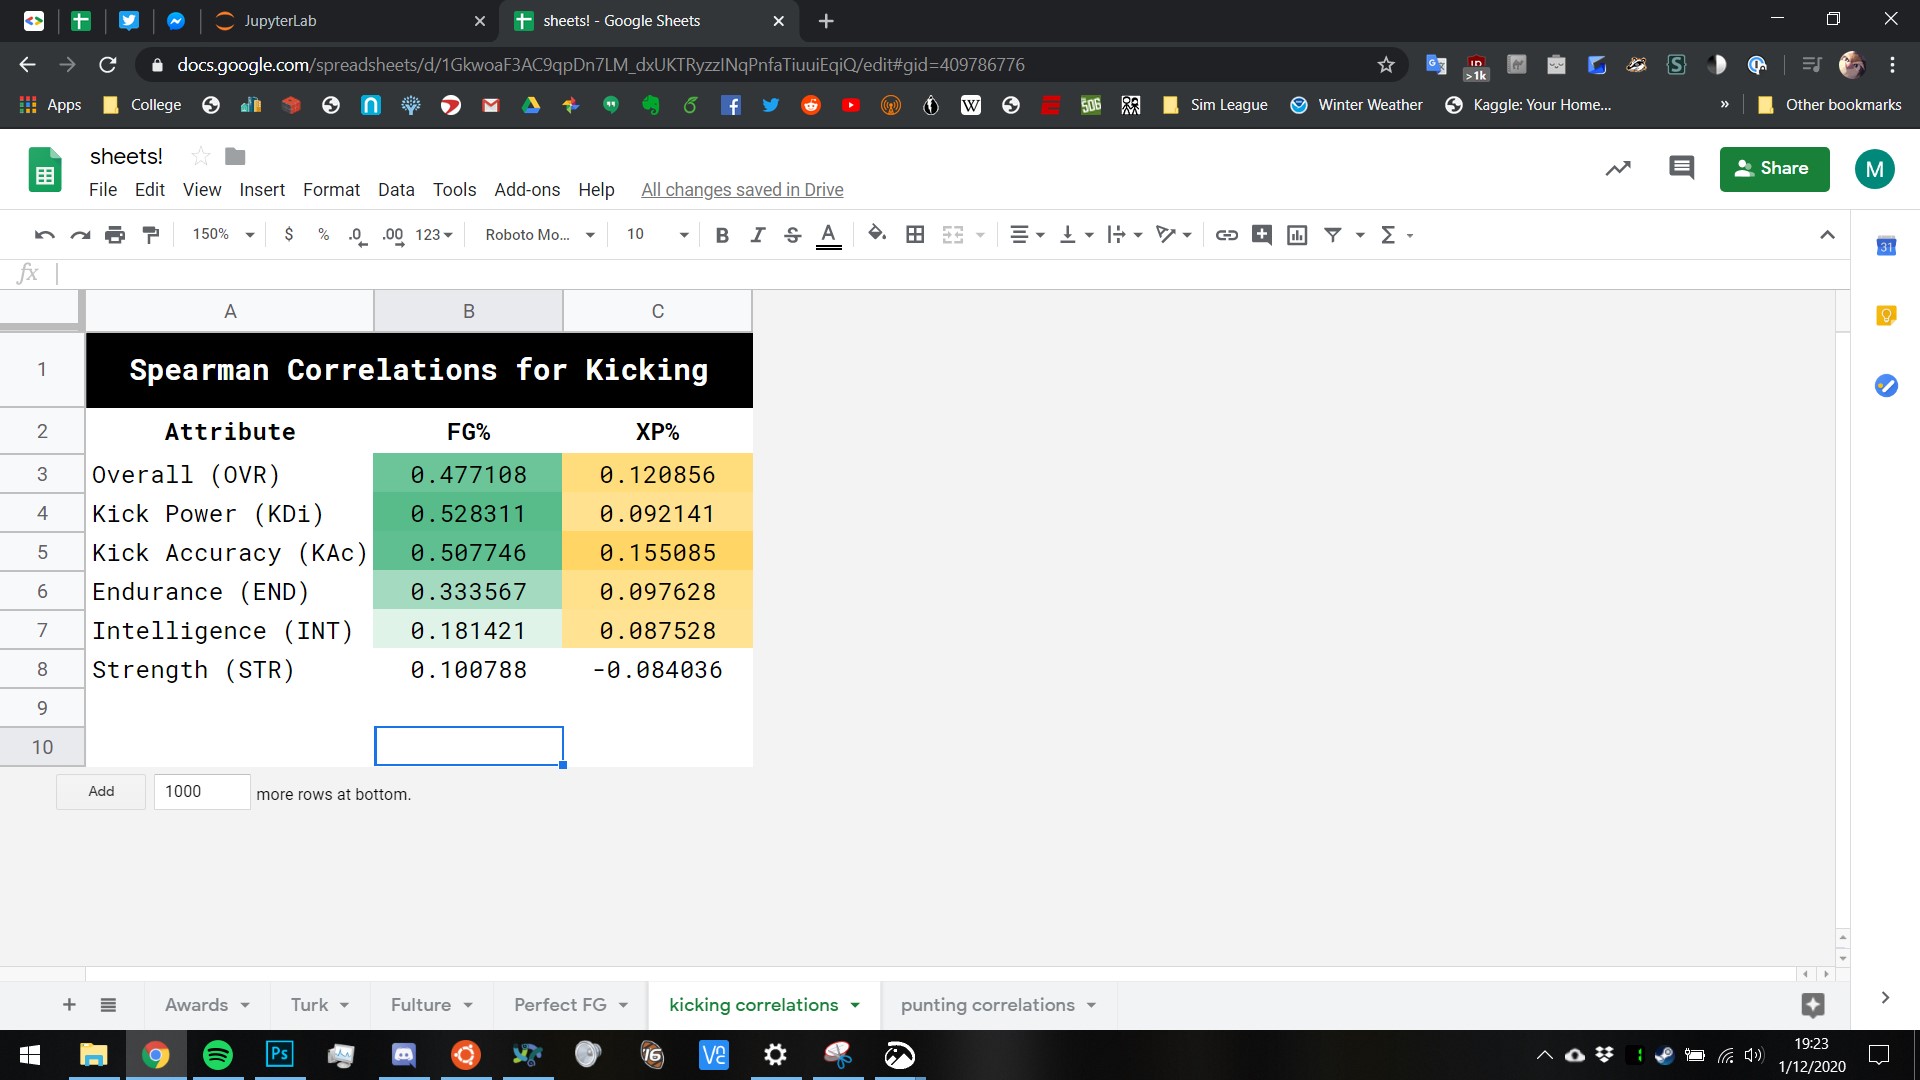 JupyterLab
sheets! - Google Sheets
docs.google.com/spreadsheets/d/1GkwoaF3AC9qpDn7LM_dxUKTRyzzINqPnfaTiuuiEqiQ/edit#gid=409786776
>1k
Apps College Sim League Winter Weather Kaggle: Your Home... » Other bookmarks
sheets!
File Edit View Insert Format Data Tools Add-ons Help All changes saved in Drive
Share
M
150% $ % .0 .00 123 Roboto Mo... 10 B I S A Σ
31
fx
A B C
1 Spearman Correlations for Kicking
2 Attribute FG% XP%
3 Overall (OVR) 0.477108 0.120856
4 Kick Power (KDi) 0.528311 0.092141
5 Kick Accuracy (KAc) 0.507746 0.155085
6 Endurance (END) 0.333567 0.097628
7 Intelligence (INT) 0.181421 0.087528
8 Strength (STR) 0.100788 -0.084036
9
10
Add 1000 more rows at bottom.
+ Awards Turk Fulture Perfect FG kicking correlations punting correlations
Ps
19:23
1/12/2020